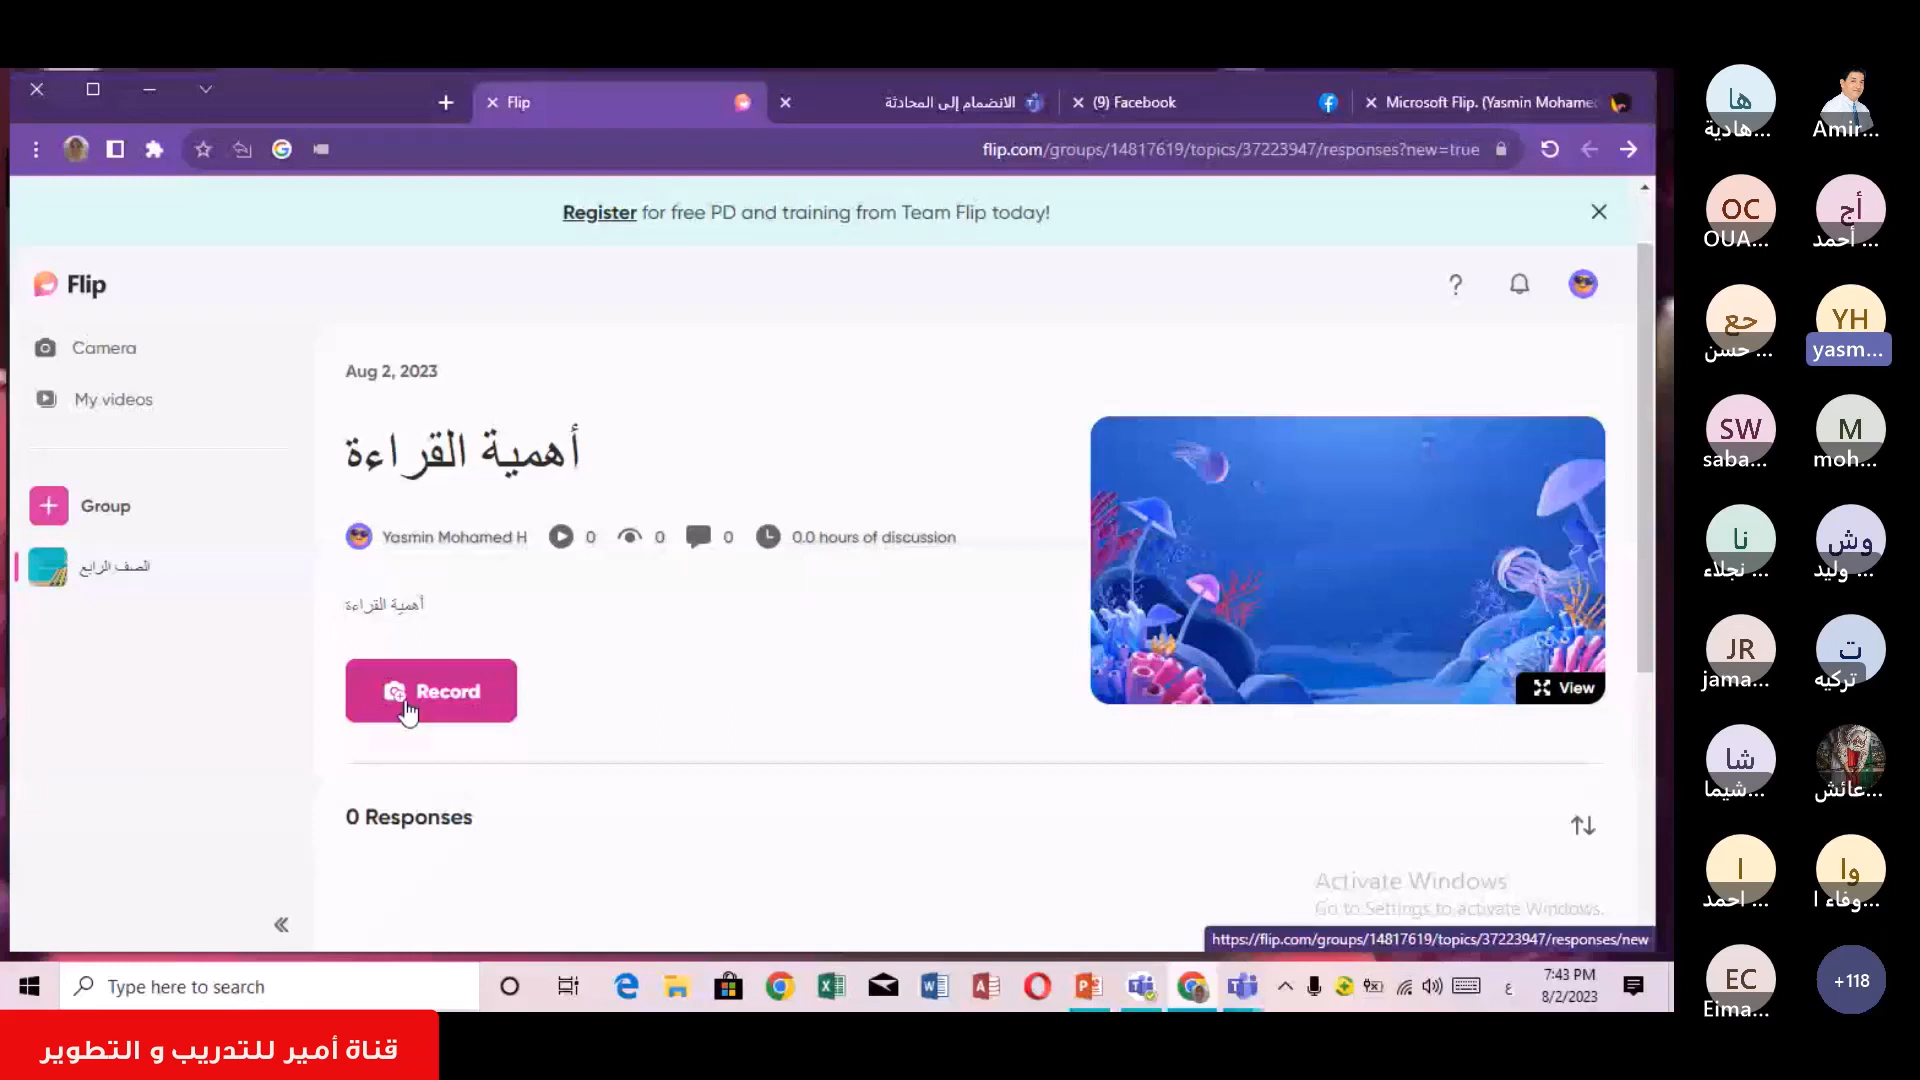 Flip
الانضمام إلى المحادثة
(9) Facebook
Microsoft Flip. (Yasmin Mohame
flip.com/groups/14817619/topics/37223947/responses?new=true
Register for free PD and training from Team Flip today!
Flip
Camera
My videos
Group
الصف الرابع
Aug 2, 2023
أهمية القراءة
Yasmin Mohamed H 0 0 0 0.0 hours of discussion
أهمية القراءة
Record
View
0 Responses
Activate Windows
Go to Settings to activate Windows.
https://flip.com/groups/14817619/topics/37223947/responses/new
Type here to search
ع
7:43 PM
8/2/2023
قناة أمير للتدريب و التطوير
ها
هادية...
Amir...
OC
OUA...
أج
أحمد ...
حع
حسن ...
YH
yasm...
SW
saba...
M
moh...
نا
نجلاء ...
وش
وليد ...
JR
jama...
ت
تركيه
شا
شيما...
عائش...
ا
احمد ...
وا
وفاء ا...
EC
Eima...
+118